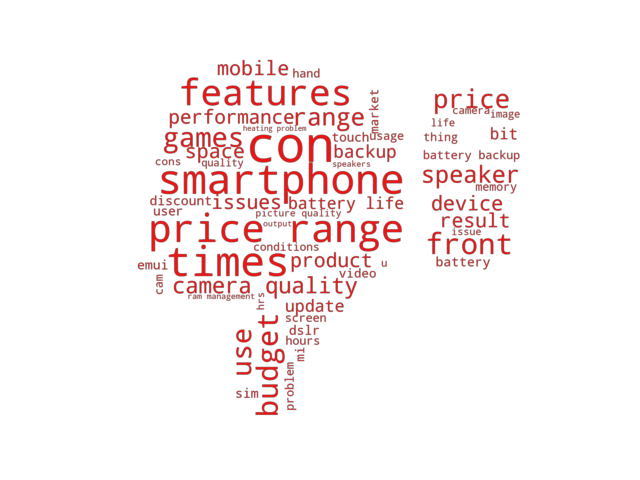 mobile hand
features
price
camera image
performance range market
life
heating problem
games con touch usage
thing bit
space backup
battery backup
cons quality speakers
smartphone
speaker
memory
discount issues battery life
device
user picture quality
result
price range
output
issue
conditions
front
emui times product u
battery
video
cam camera quality
ram management hrs
update
screen
use budget dslr
hours
mi
problem
sim